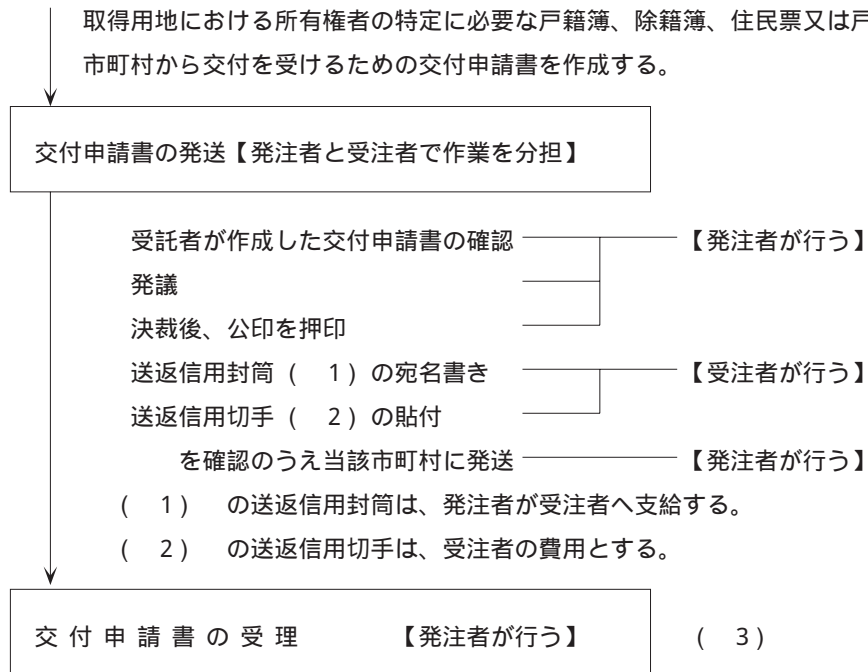 取得用地における所有権者の特定に必要な戸籍簿、除籍簿、住民票又は戸
市町村から交付を受けるための交付申請書を作成する。
交付申請書の発送【発注者と受注者で作業を分担】
受託者が作成した交付申請書の確認 【発注者が行う】
発議
決裁後、公印を押印
送返信用封筒( 1)の宛名書き 【受注者が行う】
送返信用切手( 2)の貼付
を確認のうえ当該市町村に発送 【発注者が行う】
( 1) の送返信用封筒は、発注者が受注者へ支給する。
( 2) の送返信用切手は、受注者の費用とする。
交付申請書の受理 【発注者が行う】 ( 3)